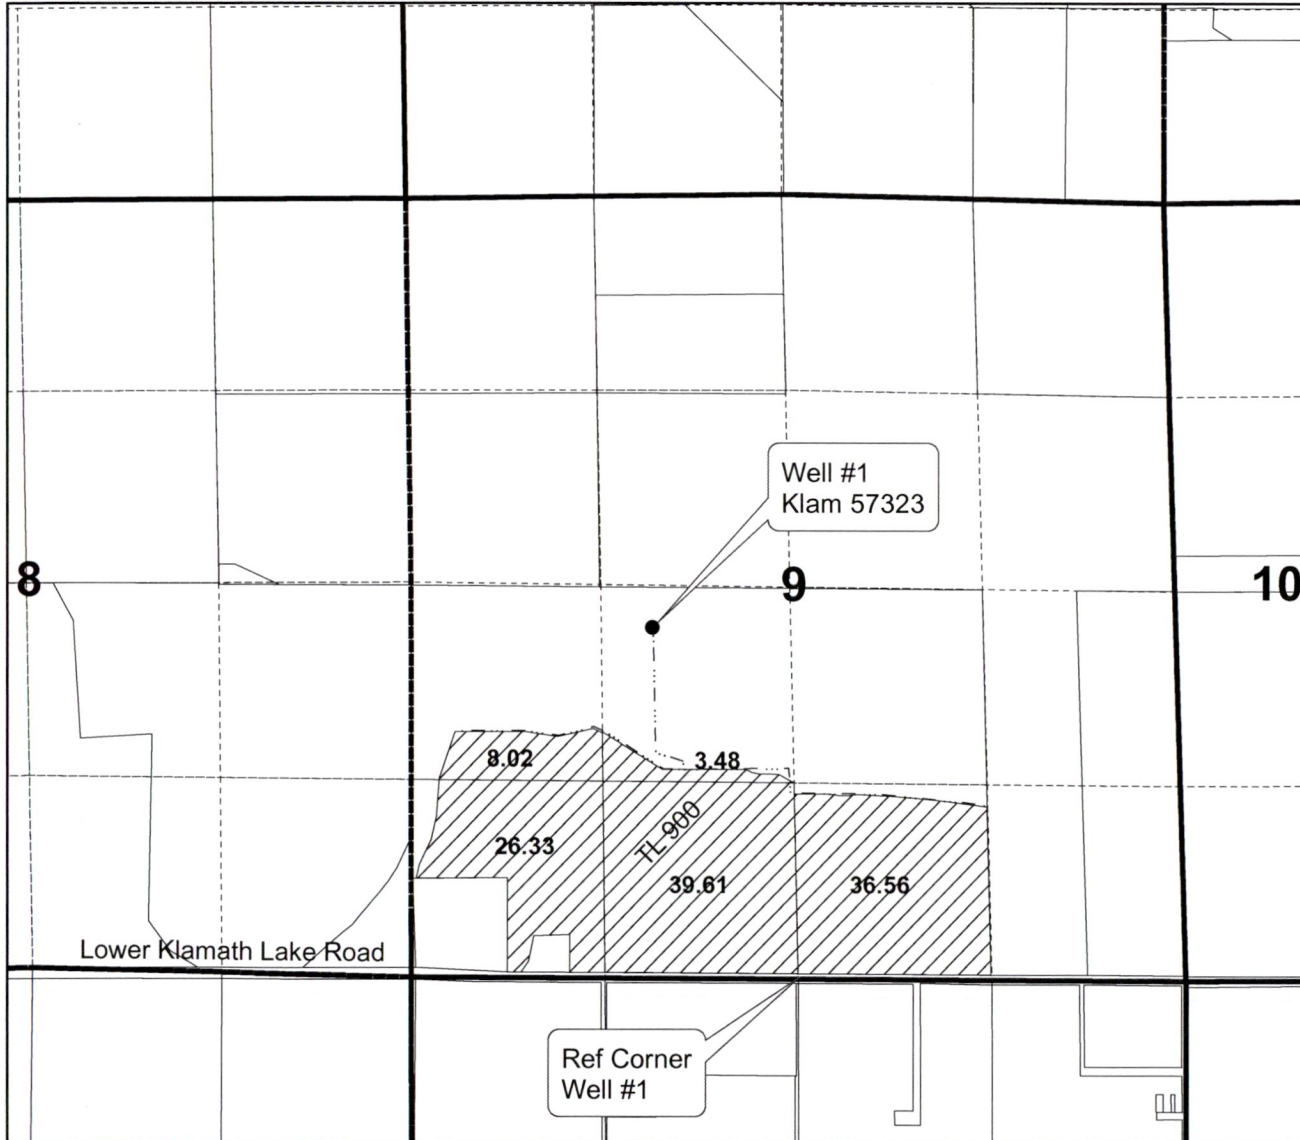 Well #1
Klam 57323
8
9
10
8.02
3.48
TL 900
26.33
39.61
36.56
Lower Klamath Lake Road
Ref Corner
Well #1